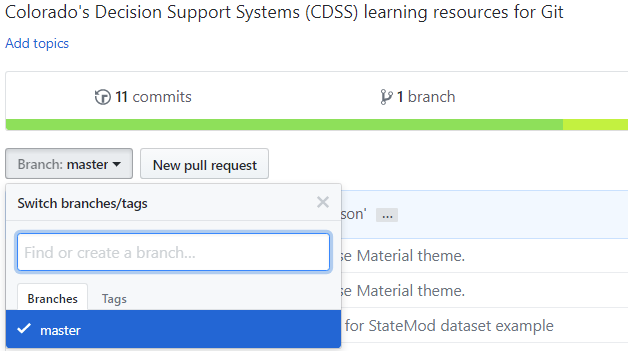 Colorado's Decision Support Systems (CDSS) learning resources for Git
Add topics
11 commits 1 branch
Branch: master New pull request
Switch branches/tags
son' ...
Find or create a branch...
se Material theme.
Branches Tags
se Material theme.
master
for StateMod dataset example